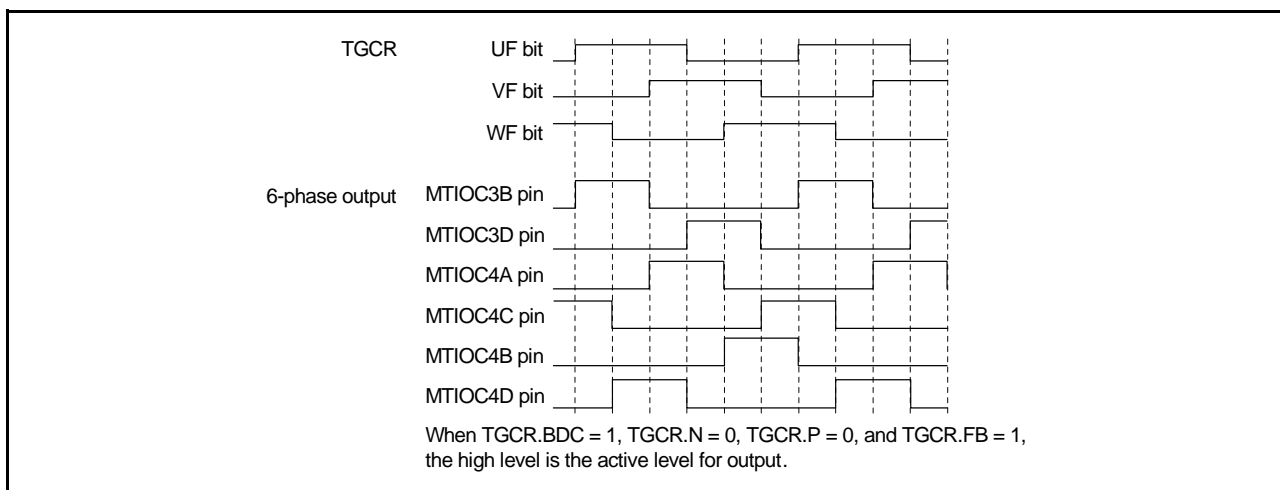 TGCR UF bit
VF bit
WF bit
6-phase output MTIOC3B pin
MTIOC3D pin
MTIOC4A pin
MTIOC4C pin
MTIOC4B pin
MTIOC4D pin
When TGCR.BDC = 1, TGCR.N = 0, TGCR.P = 0, and TGCR.FB = 1,
the high level is the active level for output.